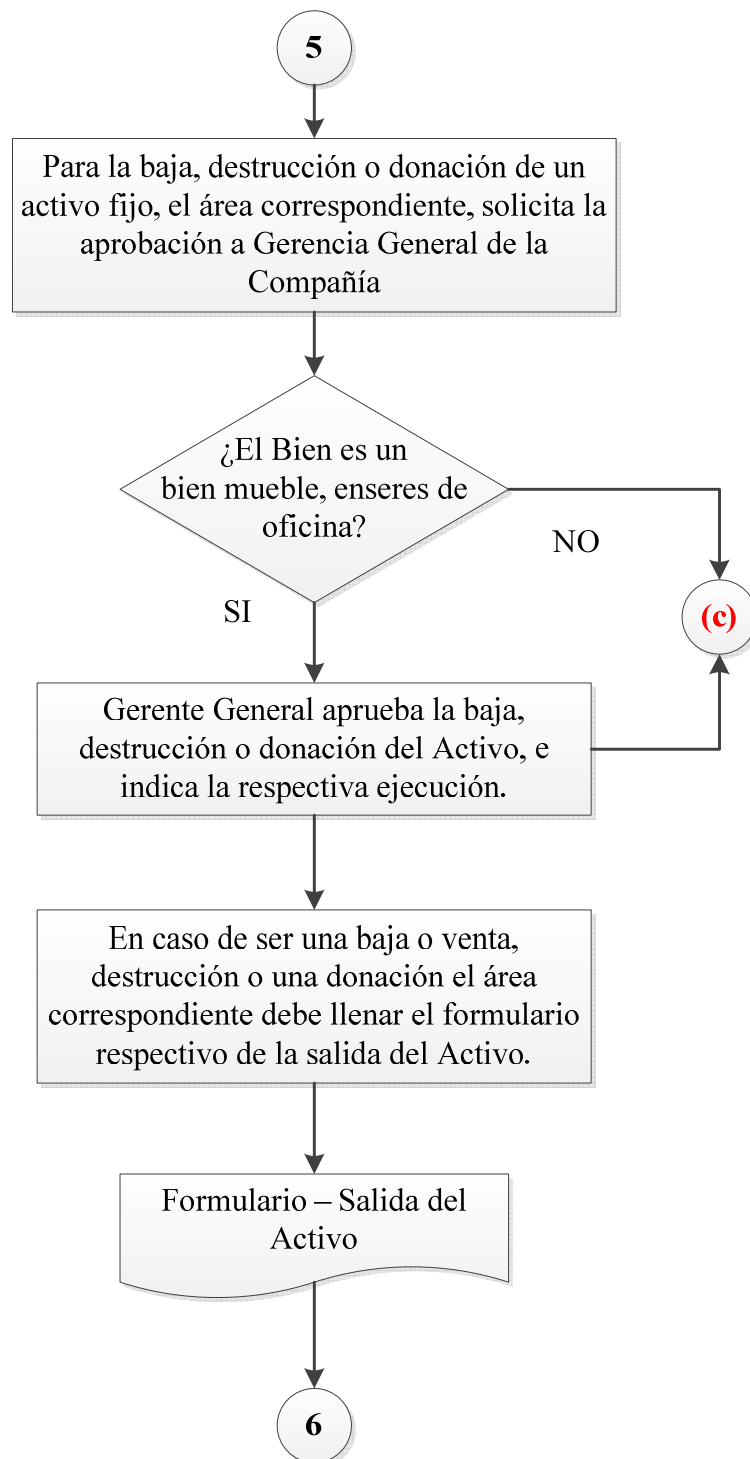 5
Para la baja, destrucción o donación de un
activo fijo, el área correspondiente, solicita la
aprobación a Gerencia General de la
Compañía
¿El Bien es un
bien mueble, enseres de
oficina?
NO
SI
(c)
Gerente General aprueba la baja,
destrucción o donación del Activo, e
indica la respectiva ejecución.
En caso de ser una baja o venta,
destrucción o una donación el área
correspondiente debe llenar el formulario
respectivo de la salida del Activo.
Formulario – Salida del
Activo
6